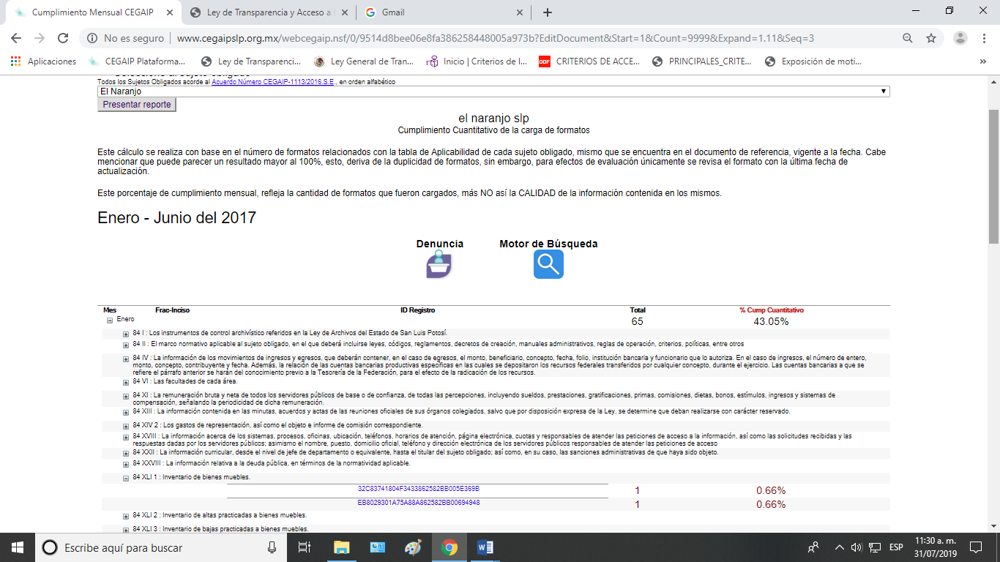 Cumplimiento Mensual CEGAIP
Ley de Transparencia y Acceso a
Gmail
No es seguro
www.cegaipslp.org.mx/webcegaip.nsf/0/9514d8bee06e8fa386258448005a973b?EditDocument&Start=1&Count=9999&Expand=1.11&Seq=3
Aplicaciones
CEGAIP Plataforma...
Ley de Transparenci...
Ley General de Tran...
Inicio | Criterios de I...
DOF
CRITERIOS DE ACCE...
PRINCIPALES_CRITE...
Exposición de moti...
»
Todos los Sujetos Obligados acorde al Acuerdo Número CEGAIP-1113/2016.S.E., en orden alfabético
El Naranjo
Presentar reporte
el naranjo slp
Cumplimiento Cuantitativo de la carga de formatos
Este cálculo se realiza con base en el número de formatos relacionados con la tabla de Aplicabilidad de cada sujeto obligado, mismo que se encuentra en el documento de referencia, vigente a la fecha. Cabe
mencionar que puede parecer un resultado mayor al 100%, esto, deriva de la duplicidad de formatos, sin embargo, para efectos de evaluación únicamente se revisa el formato con la última fecha de
actualización.
Este porcentaje de cumplimiento mensual, refleja la cantidad de formatos que fueron cargados, más NO así la CALIDAD de la información contenida en los mismos.
Enero - Junio del 2017
Denuncia
Motor de Búsqueda
Mes Frac-Inciso ID Registro Total % Cump Cuantitativo
Enero 65 43.05%
84 I : Los instrumentos de control archivístico referidos en la Ley de Archivos del Estado de San Luis Potosí.
84 II : El marco normativo aplicable al sujeto obligado, en el que deberá incluirse leyes, códigos, reglamentos, decretos de creación, manuales administrativos, reglas de operación, criterios, políticas, entre otros
84 IV : La información de los movimientos de ingresos y egresos, que deberán contener, en el caso de egresos, el monto, beneficiario, concepto, fecha, folio, institución bancaria y funcionario que lo autoriza. En el caso de ingresos, el número de entero,
monto, concepto, contribuyente y fecha. Además, la relación de las cuentas bancarias productivas específicas en las cuales se depositaron los recursos federales transferidos por cualquier concepto, durante el ejercicio. Las cuentas bancarias a que se
refiere el párrafo anterior se harán del conocimiento previo a la Tesorería de la Federación, para el efecto de la radicación de los recursos.
84 VI : Las facultades de cada área.
84 XI : La remuneración bruta y neta de todos los servidores públicos de base o de confianza, de todas las percepciones, incluyendo sueldos, prestaciones, gratificaciones, primas, comisiones, dietas, bonos, estímulos, ingresos y sistemas de
compensación, señalando la periodicidad de dicha remuneración.
84 XIII : La información contenida en las minutas, acuerdos y actas de las reuniones oficiales de sus órganos colegiados, salvo que por disposición expresa de la Ley, se determine que deban realizarse con carácter reservado.
84 XIV 2 : Los gastos de representación, así como el objeto e informe de comisión correspondiente.
84 XVIII : La información acerca de los sistemas, procesos, oficinas, ubicación, teléfonos, horarios de atención, página electrónica, cuotas y responsables de atender las peticiones de acceso a la información, así como las solicitudes recibidas y las
respuestas dadas por los servidores públicos; asimismo el nombre, puesto, domicilio oficial, teléfono y dirección electrónica de los servidores públicos responsables de atender las peticiones de acceso
84 XXII : La información curricular, desde el nivel de jefe de departamento o equivalente, hasta el titular del sujeto obligado; así como, en su caso, las sanciones administrativas de que haya sido objeto.
84 XXVIII : La información relativa a la deuda pública, en términos de la normatividad aplicable.
84 XLI 1 : Inventario de bienes muebles.
32C83741804F3433862582BB005E369B 1 0.66%
EB8029301A75A88A862582BB00694948 1 0.66%
84 XLI 2 : Inventario de altas practicadas a bienes muebles.
84 XLI 3 : Inventario de bajas practicadas a bienes muebles.
Escribe aquí para buscar
ESP
11:30 a. m.
31/07/2019